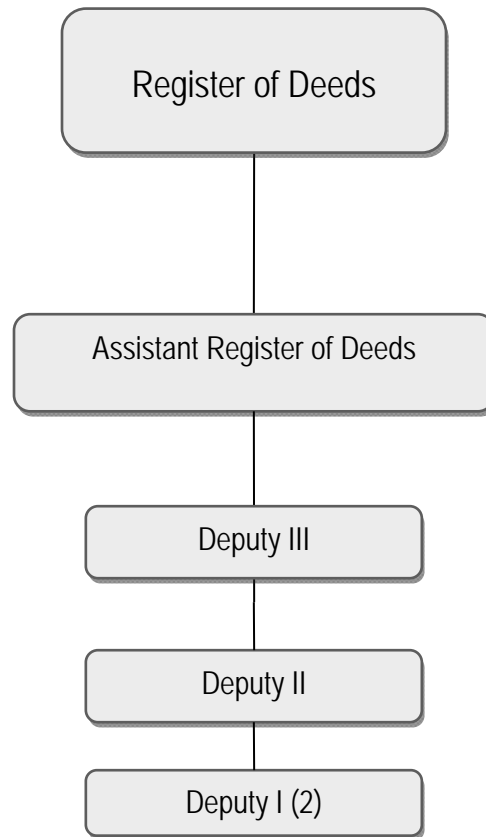 Register of Deeds
Assistant Register of Deeds
Deputy III
Deputy II
Deputy I (2)